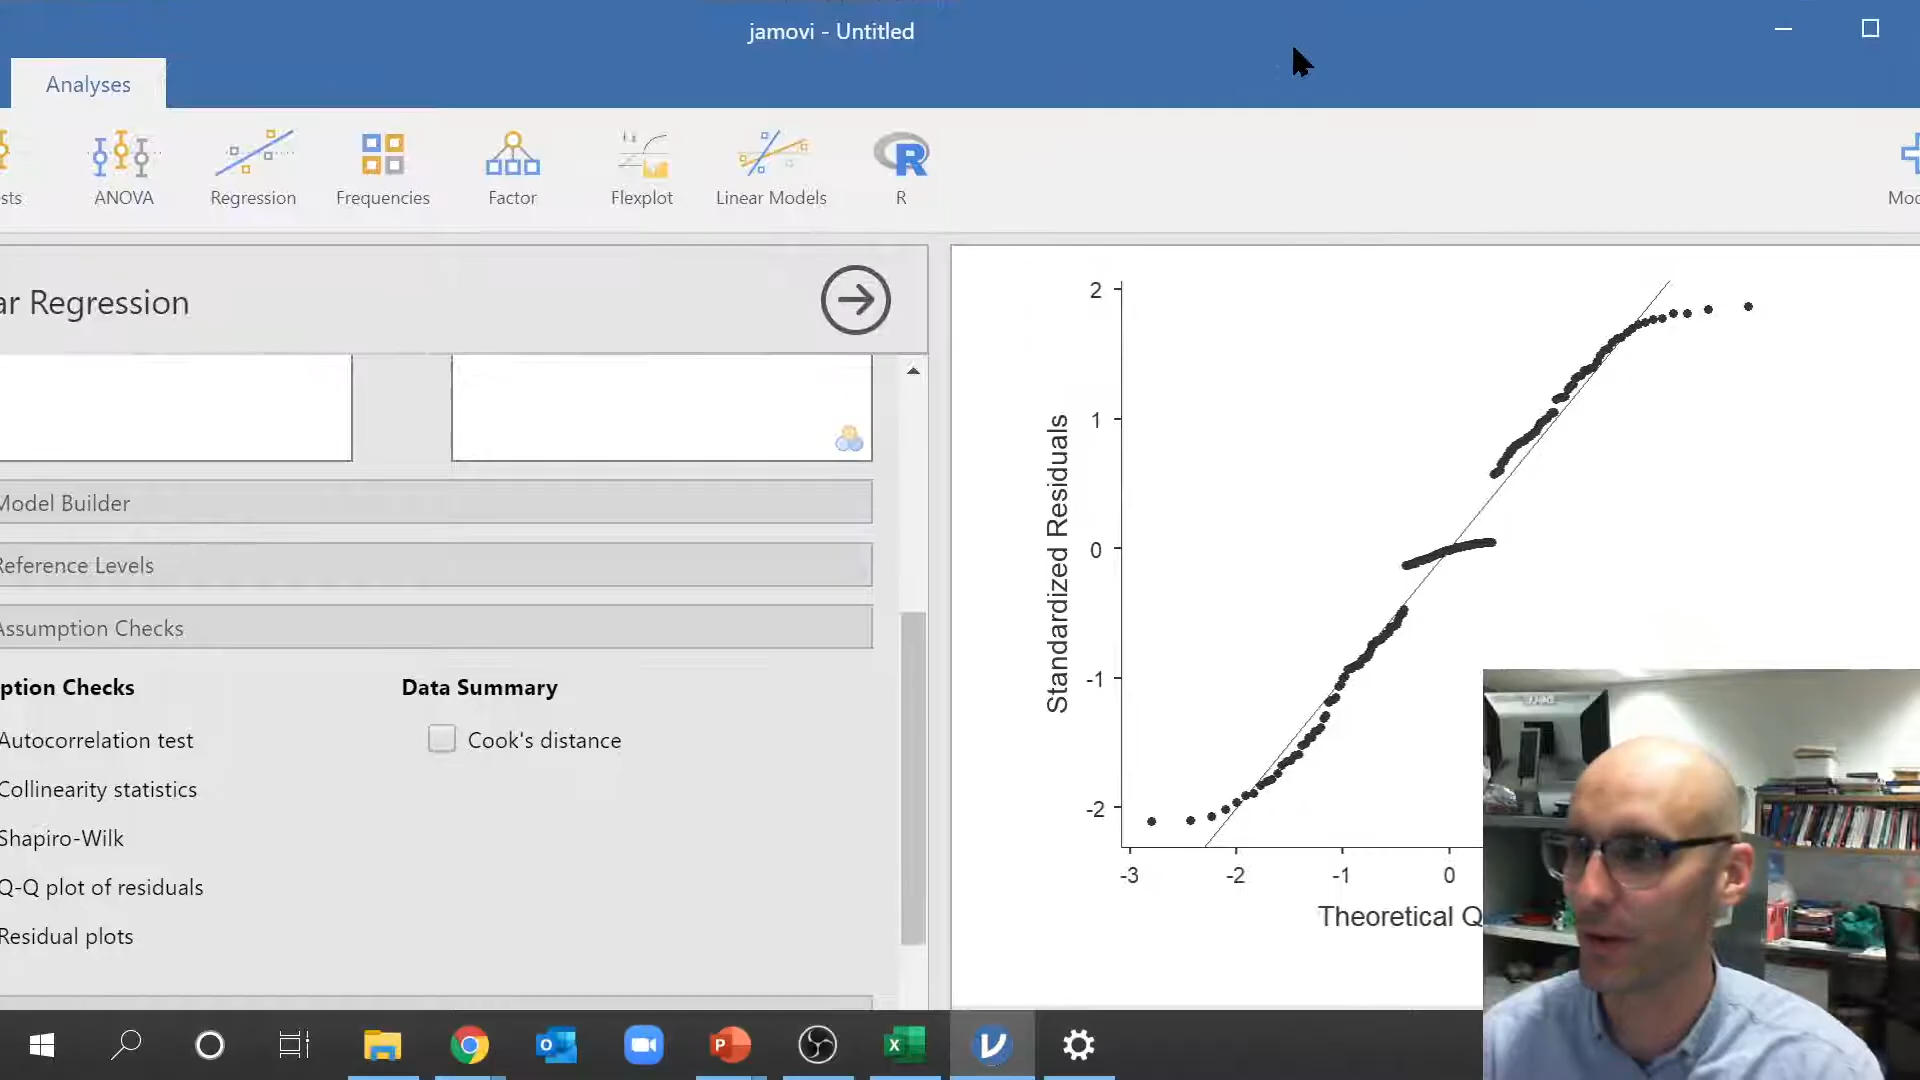 jamovi - Untitled
Analyses
sts
ANOVA
Regression
Frequencies
Factor
Flexplot
Linear Models
R
Mod
ar Regression
Model Builder
Reference Levels
Assumption Checks
ption Checks
Data Summary
Autocorrelation test
Cook's distance
Collinearity statistics
Shapiro-Wilk
Q-Q plot of residuals
Residual plots
Standardized Residuals
2
1
0
-1
-2
-3
-2
-1
0
Theoretical Q